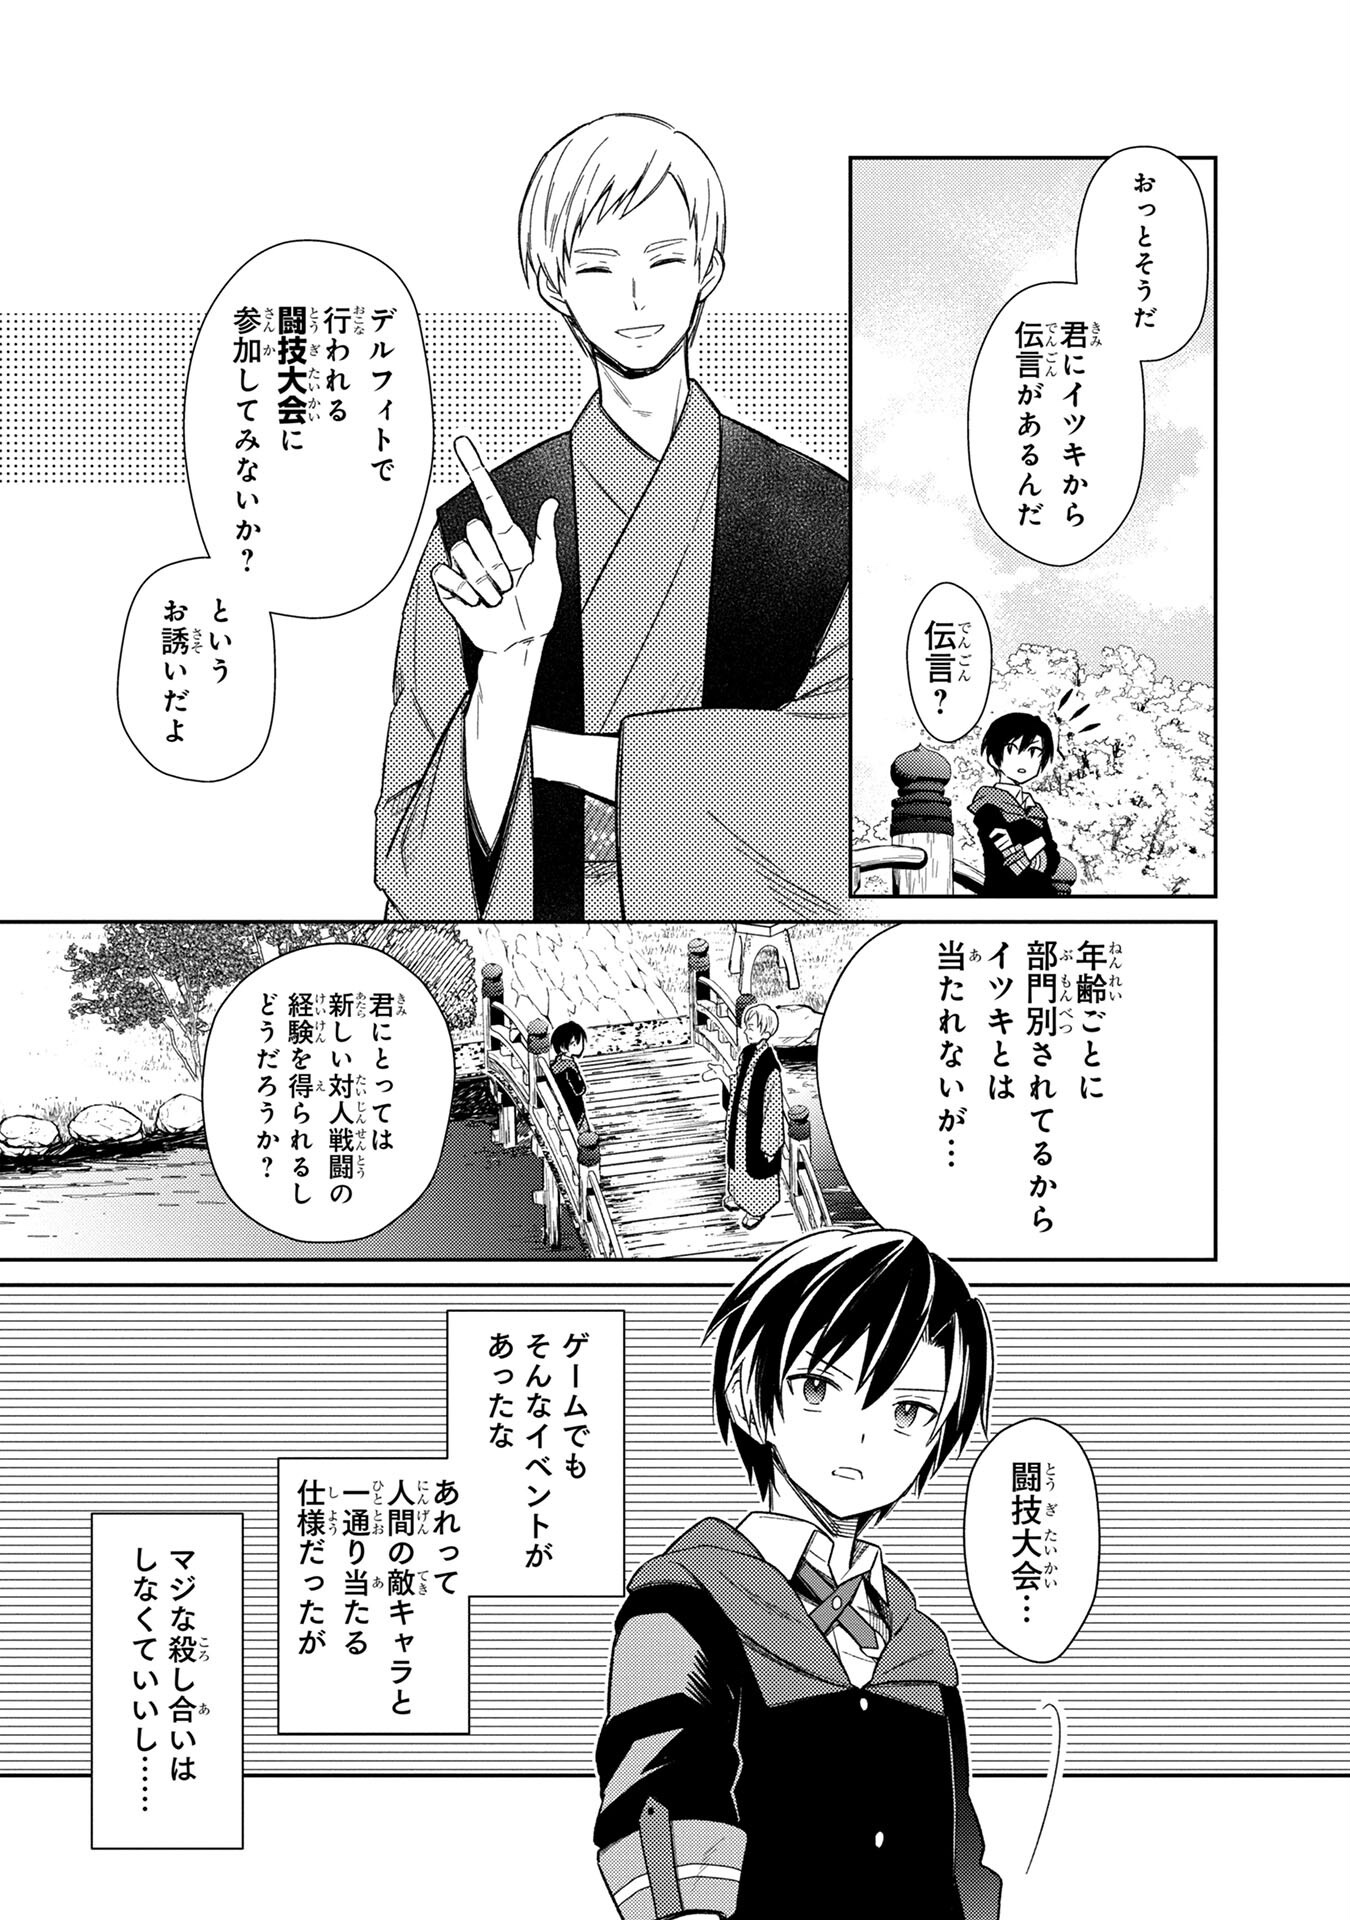 おっとそうだ
君にイツキから
伝言があるんだ
伝言？
デルフィトで
行われる
闘技大会に
参加してみないか？
という
お誘いだよ
年齢ごとに
部門別されてるから
イツキとは
当たれないが…
君にとっては
新しい対人戦闘の
経験を得られるし
どうだろうか？
闘技大会…
ゲームでも
そんなイベントが
あったな
あれって
人間の敵キャラと
一通り当たる
仕様だったが
マジな殺し合いは
しなくていいし……